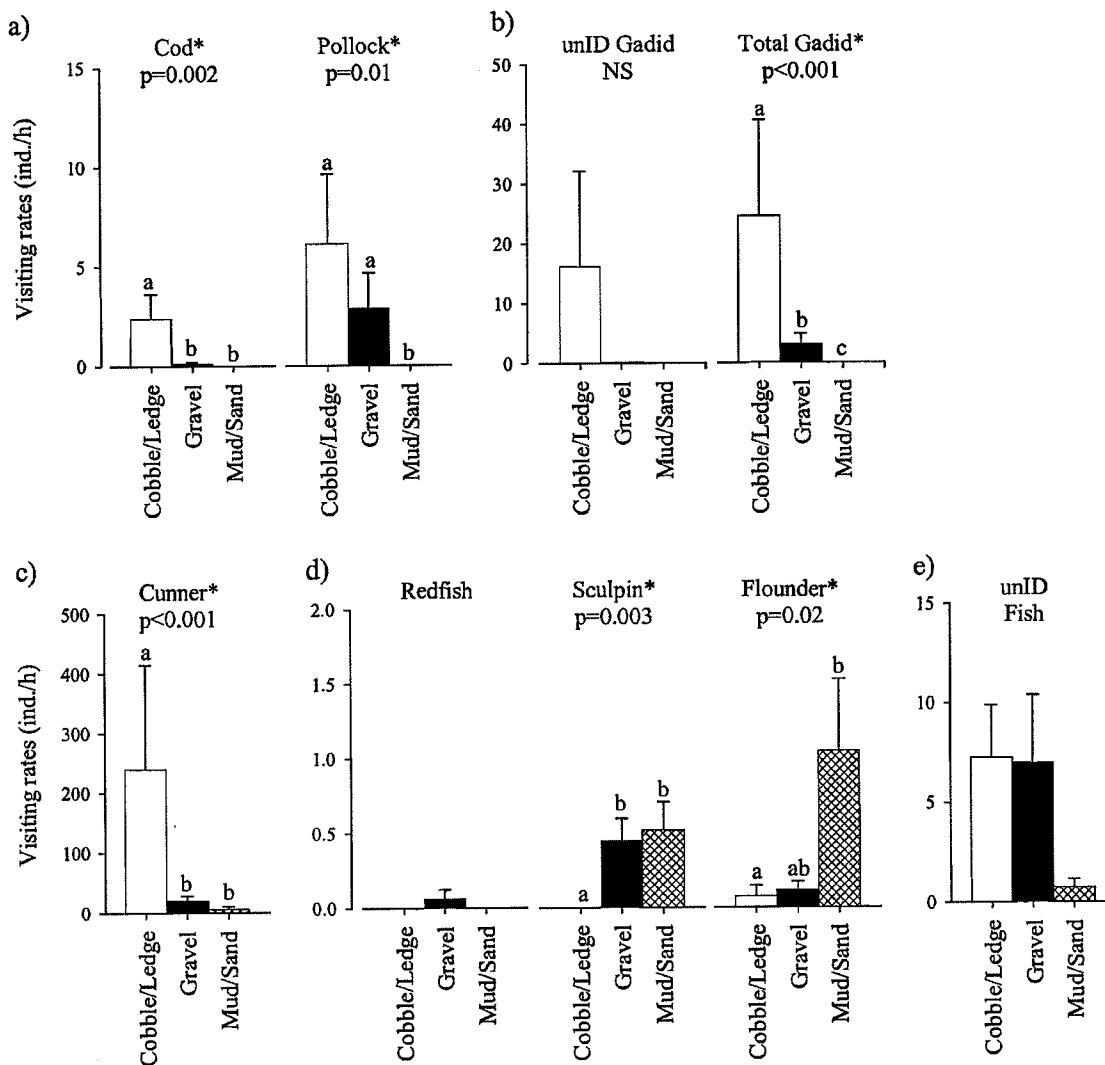 a)
Cod*
p=0.002
Pollock*
p=0.01
15
10
5
0
Visiting rates (ind./h)
a
b
b
a
a
b
Cobble/Ledge
Gravel
Mud/Sand
Cobble/Ledge
Gravel
Mud/Sand
b)
unID Gadid
NS
Total Gadid*
p<0.001
50
40
30
20
10
0
a
b
c
Cobble/Ledge
Gravel
Mud/Sand
Cobble/Ledge
Gravel
Mud/Sand
c)
Cunner*
p<0.001
500
400
300
200
100
0
Visiting rates (ind./h)
a
b
b
Cobble/Ledge
Gravel
Mud/Sand
d)
Redfish
Sculpin*
p=0.003
Flounder*
p=0.02
2.0
1.5
1.0
0.5
0.0
a
b
b
a
ab
b
Cobble/Ledge
Gravel
Mud/Sand
Cobble/Ledge
Gravel
Mud/Sand
Cobble/Ledge
Gravel
Mud/Sand
e)
unID
Fish
15
10
5
0
Cobble/Ledge
Gravel
Mud/Sand